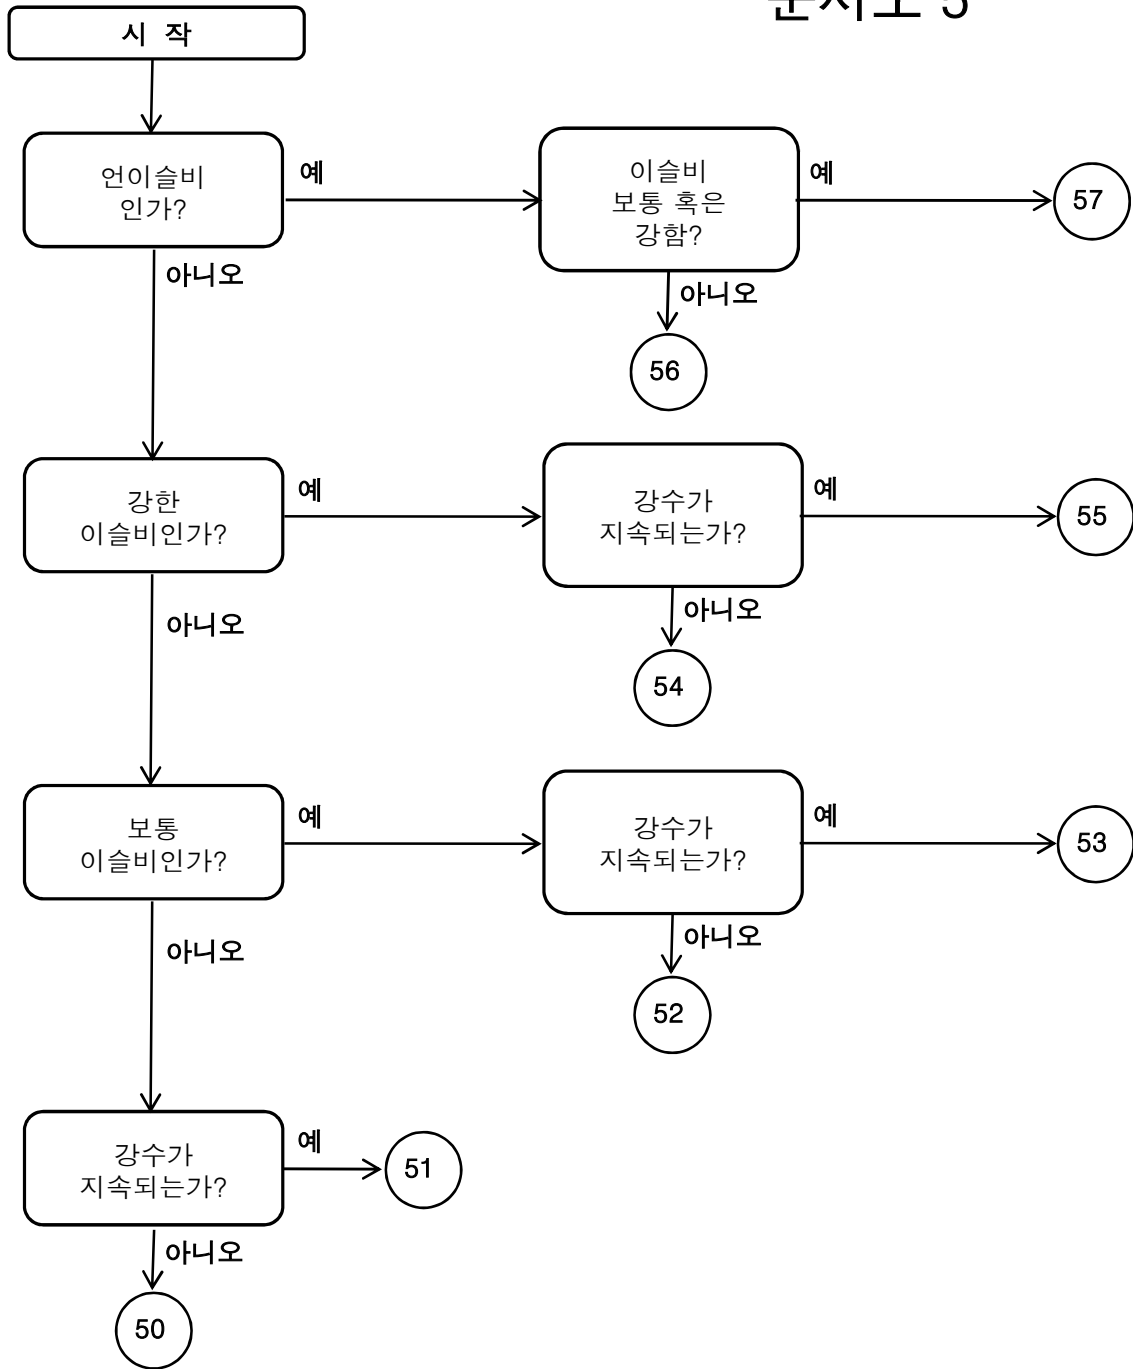 시 작
언이슬비
인가?
예
이슬비
보통 혹은
강함?
예
57
아니오
아니오
56
강한
이슬비인가?
예
강수가
지속되는가?
예
55
아니오
아니오
54
보통
이슬비인가?
예
강수가
지속되는가?
예
53
아니오
아니오
52
강수가
지속되는가?
예
51
아니오
50